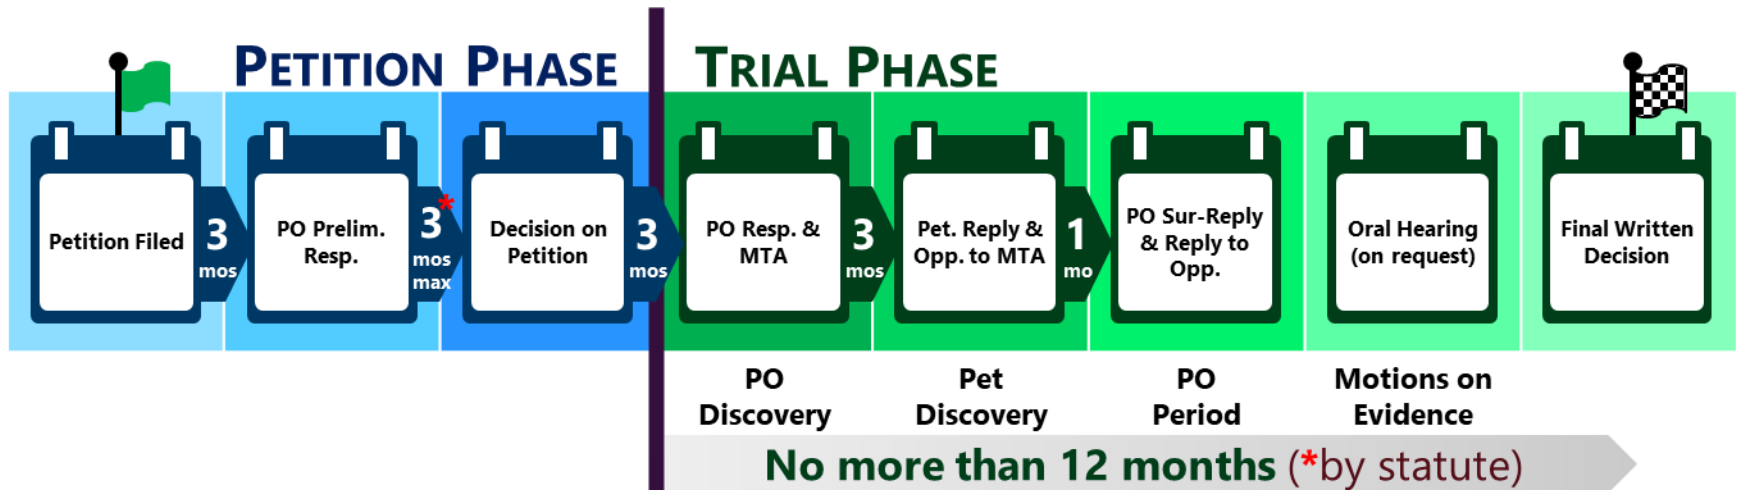 PETITION PHASE
TRIAL PHASE
Petition Filed
3
mos
PO Prelim.
Resp.
3*
mos
max
Decision on
Petition
3
mos
PO Resp. &
MTA
3
mos
Pet. Reply &
Opp. to MTA
1
mo
PO Sur-Reply
& Reply to
Opp.
Oral Hearing
(on request)
Final Written
Decision
PO
Discovery
Pet
Discovery
PO
Period
Motions on
Evidence
No more than 12 months (*by statute)